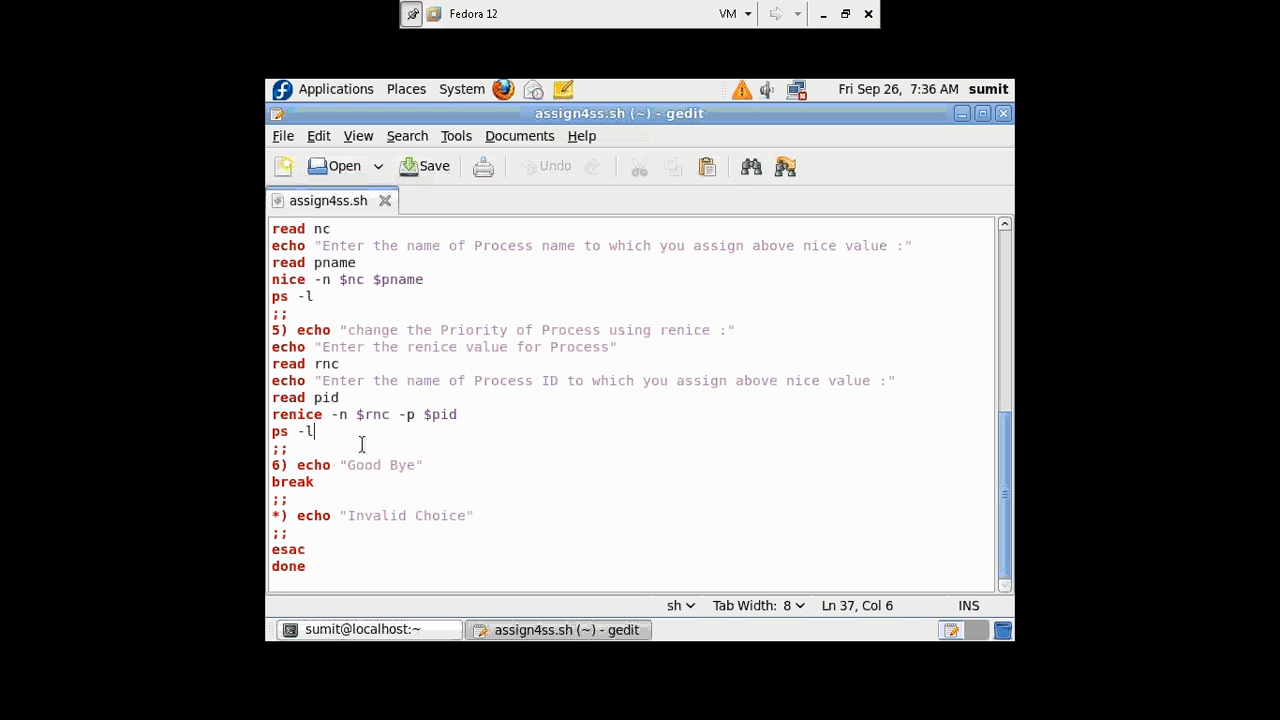 Fedora 12 VM
Applications Places System Fri Sep 26, 7:36 AM sumit
assign4ss.sh (~) - gedit
File Edit View Search Tools Documents Help
Open Save Undo
assign4ss.sh
read nc
echo "Enter the name of Process name to which you assign above nice value :"
read pname
nice -n $nc $pname
ps -l
;;
5) echo "change the Priority of Process using renice :"
echo "Enter the renice value for Process"
read rnc
echo "Enter the name of Process ID to which you assign above nice value :"
read pid
renice -n $rnc -p $pid
ps -l
;;
6) echo "Good Bye"
break
;;
*) echo "Invalid Choice"
;;
esac
done
sh Tab Width: 8 Ln 37, Col 6 INS
sumit@localhost:~ assign4ss.sh (~) - gedit